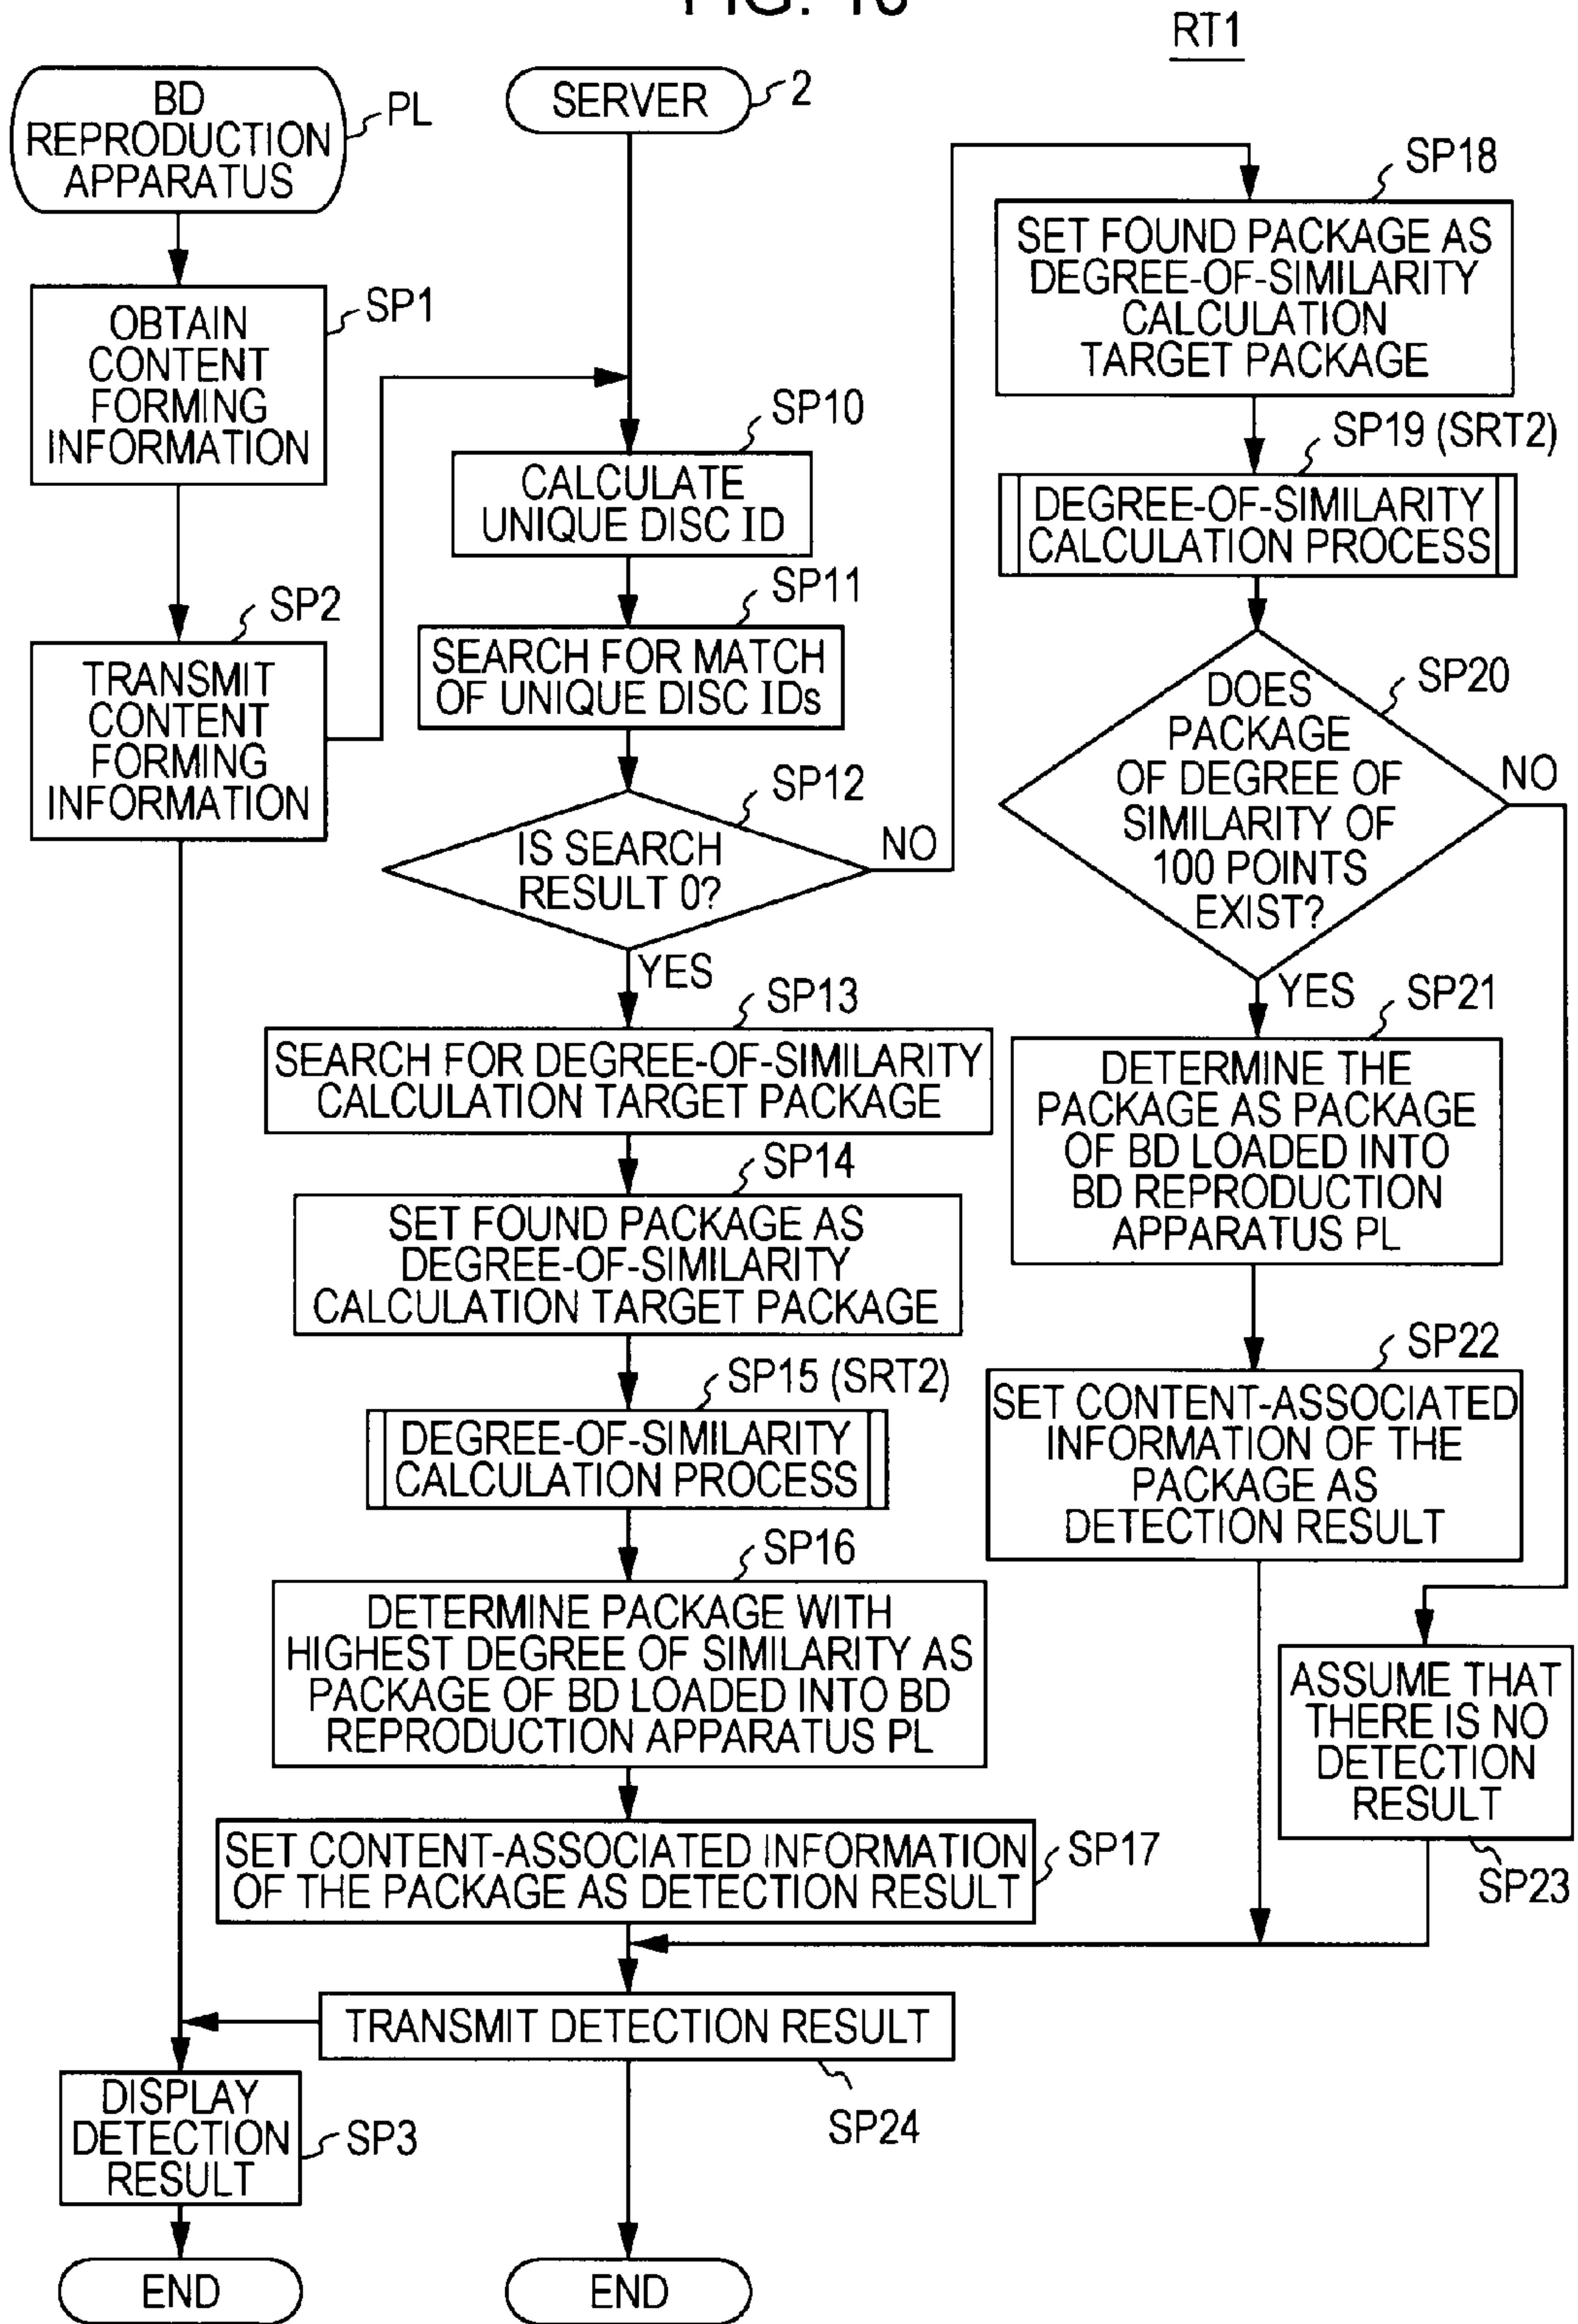 FIG.
RT1
BD
REPRODUCTION
APPARATUS
PL
OBTAIN
CONTENT
FORMING
INFORMATION
SP1
TRANSMIT
CONTENT
FORMING
INFORMATION
SP2
SERVER
2
SP10
CALCULATE
UNIQUE DISC ID
SP11
SEARCH FOR MATCH
OF UNIQUE DISC IDs
SP12
IS SEARCH
RESULT 0?
NO
YES
SP13
SEARCH FOR DEGREE-OF-SIMILARITY
CALCULATION TARGET PACKAGE
SP14
SET FOUND PACKAGE AS
DEGREE-OF-SIMILARITY
CALCULATION TARGET PACKAGE
SP15 (SRT2)
DEGREE-OF-SIMILARITY
CALCULATION PROCESS
SP16
DETERMINE PACKAGE WITH
HIGHEST DEGREE OF SIMILARITY AS
PACKAGE OF BD LOADED INTO BD
REPRODUCTION APPARATUS PL
SET CONTENT-ASSOCIATED INFORMATION
OF THE PACKAGE AS DETECTION RESULT
SP17
SP18
SET FOUND PACKAGE AS
DEGREE-OF-SIMILARITY
CALCULATION
TARGET PACKAGE
SP19 (SRT2)
DEGREE-OF-SIMILARITY
CALCULATION PROCESS
SP20
DOES
PACKAGE
OF DEGREE OF
SIMILARITY OF
100 POINTS
EXIST?
NO
YES
SP21
DETERMINE THE
PACKAGE AS PACKAGE
OF BD LOADED INTO
BD REPRODUCTION
APPARATUS PL
SP22
SET CONTENT-ASSOCIATED
INFORMATION OF THE
PACKAGE AS
DETECTION RESULT
ASSUME THAT
THERE IS NO
DETECTION
RESULT
SP23
TRANSMIT DETECTION RESULT
SP24
DISPLAY
DETECTION
RESULT
SP3
END
END